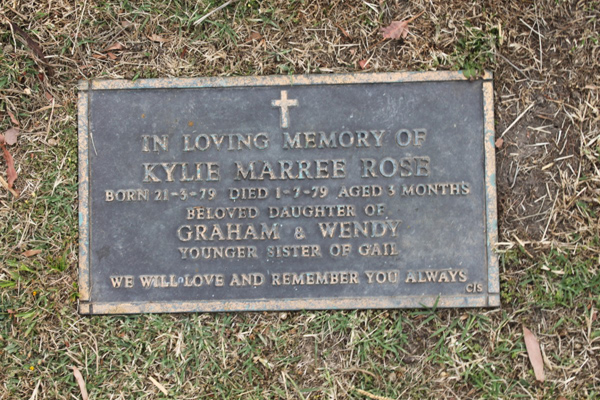 IN LOVING MEMORY OF
KYLIE MARREE ROSE
BORN 21-3-79 DIED 1-7-79 AGED 3 MONTHS
BELOVED DAUGHTER OF
GRAHAM & WENDY
YOUNGER SISTER OF GAIL
WE WILL LOVE AND REMEMBER YOU ALWAYS
C/S